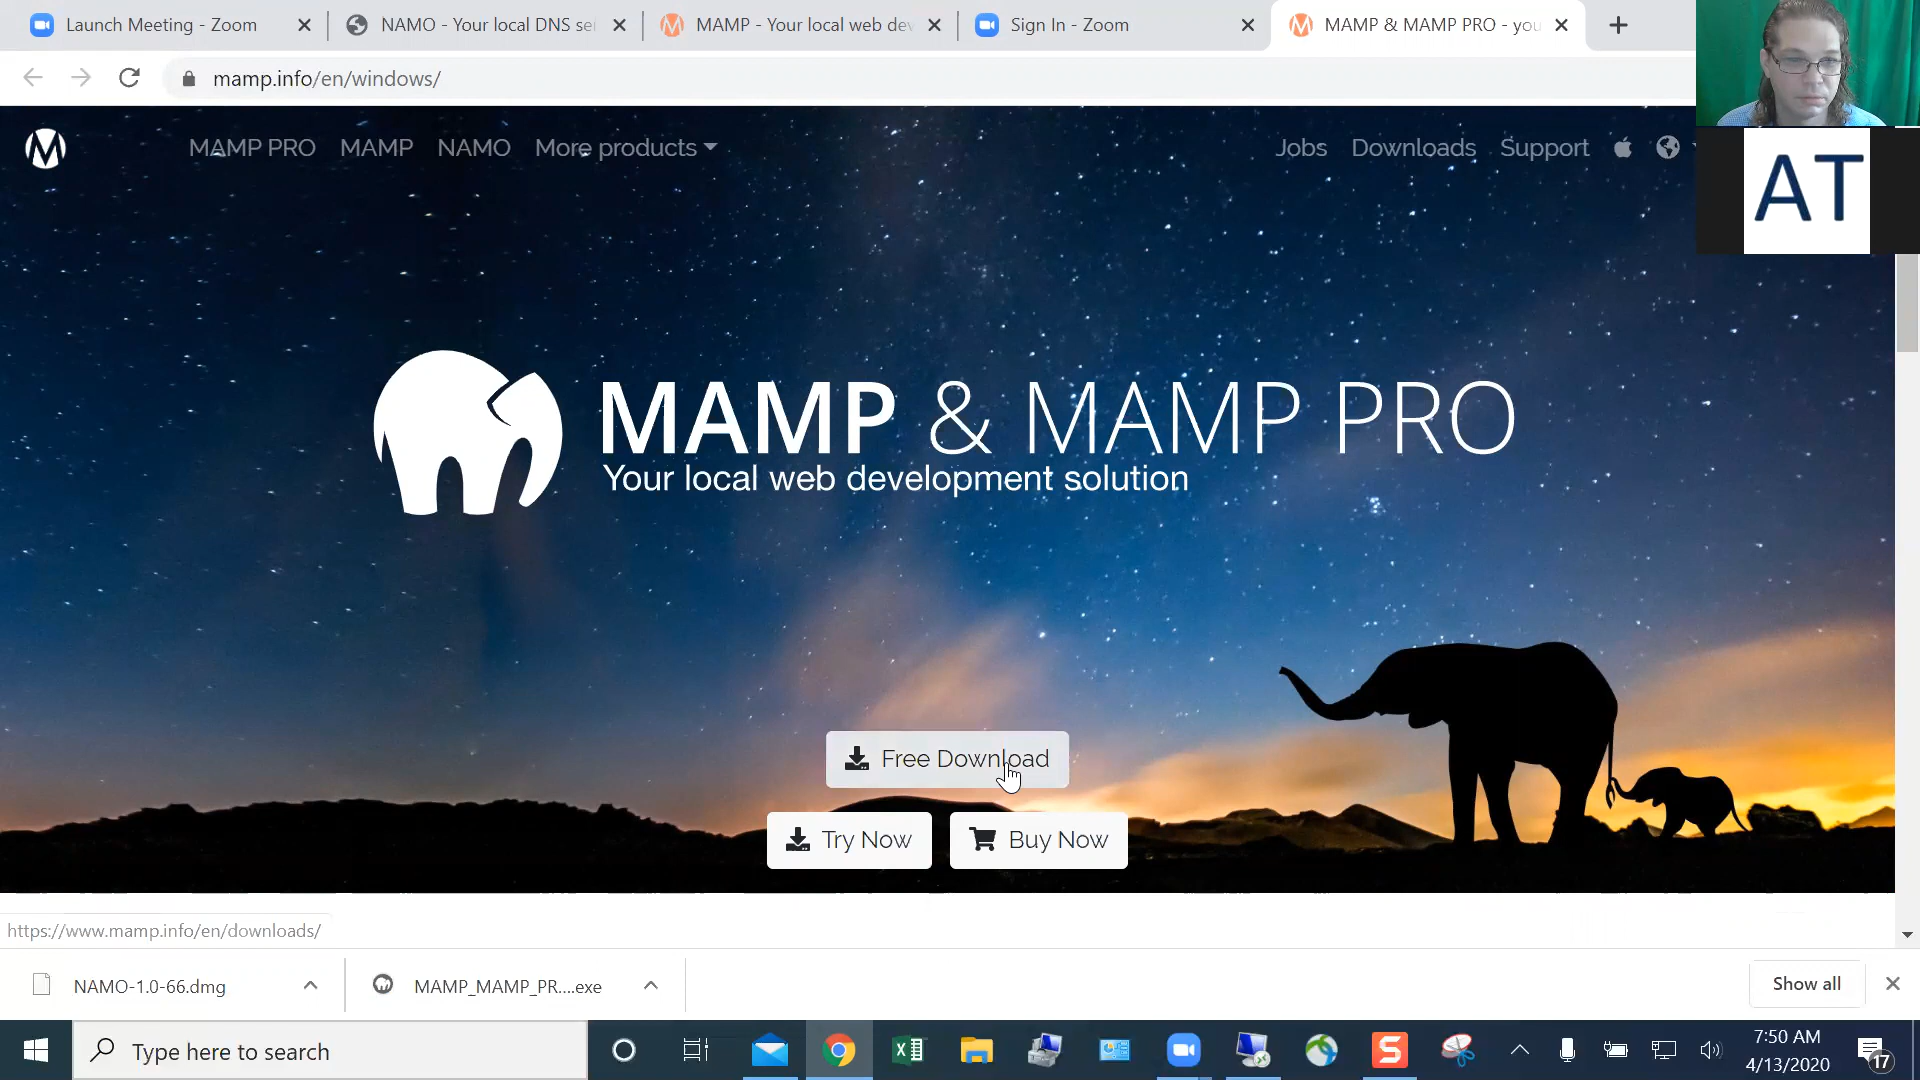 Launch Meeting - Zoom
NAMO - Your local DNS se
MAMP - Your local web dev
Sign In - Zoom
MAMP & MAMP PRO - you
mamp.info/en/windows/
MAMP PRO
MAMP
NAMO
More products
Jobs
Downloads
Support
AT
MAMP & MAMP PRO
Your local web development solution
Free Download
Try Now
Buy Now
https://www.mamp.info/en/downloads/
NAMO-1.0-66.dmg
MAMP_MAMP_PR....exe
Show all
Type here to search
7:50 AM
4/13/2020
17